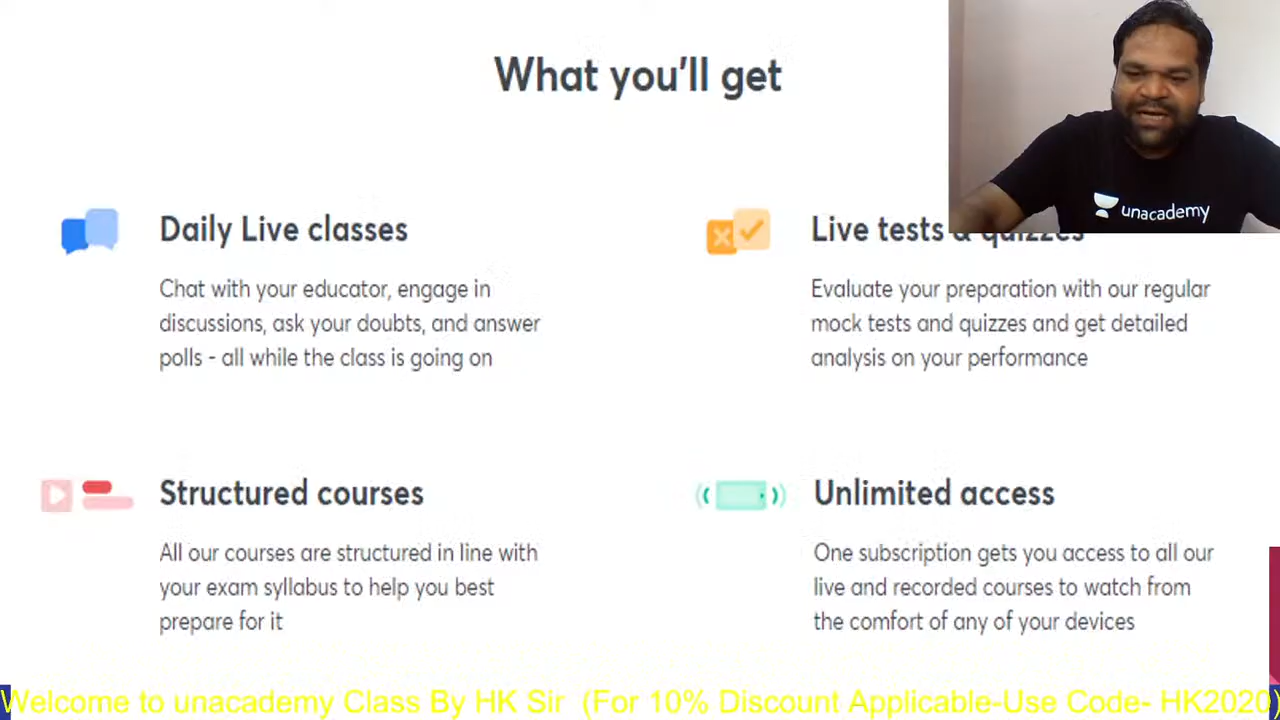 What you'll get
unacademy
Daily Live classes
Chat with your educator, engage in
discussions, ask your doubts, and answer
polls - all while the class is going on
Live tests & quizzes
Evaluate your preparation with our regular
mock tests and quizzes and get detailed
analysis on your performance
Structured courses
All our courses are structured in line with
your exam syllabus to help you best
prepare for it
Unlimited access
One subscription gets you access to all our
live and recorded courses to watch from
the comfort of any of your devices
Welcome to unacademy Class By HK Sir (For 10% Discount Applicable-Use Code- HK2020)